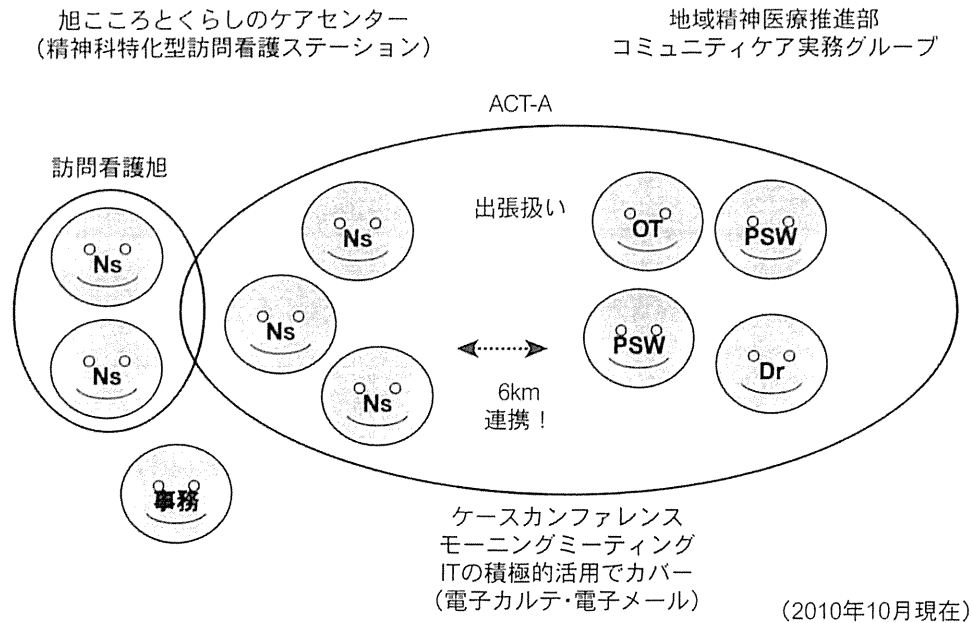 旭こころとくらしのケアセンター
（精神科特化型訪問看護ステーション）
地域精神医療推進部
コミュニティケア実務グループ
ACT-A
訪問看護旭
出張扱い
Ns
Ns
Ns
Ns
Ns
OT
PSW
PSW
Dr
6km
連携！
事務
ケースカンファレンス
モーニングミーティング
ITの積極的活用でカバー
（電子カルテ・電子メール）
（2010年10月現在）